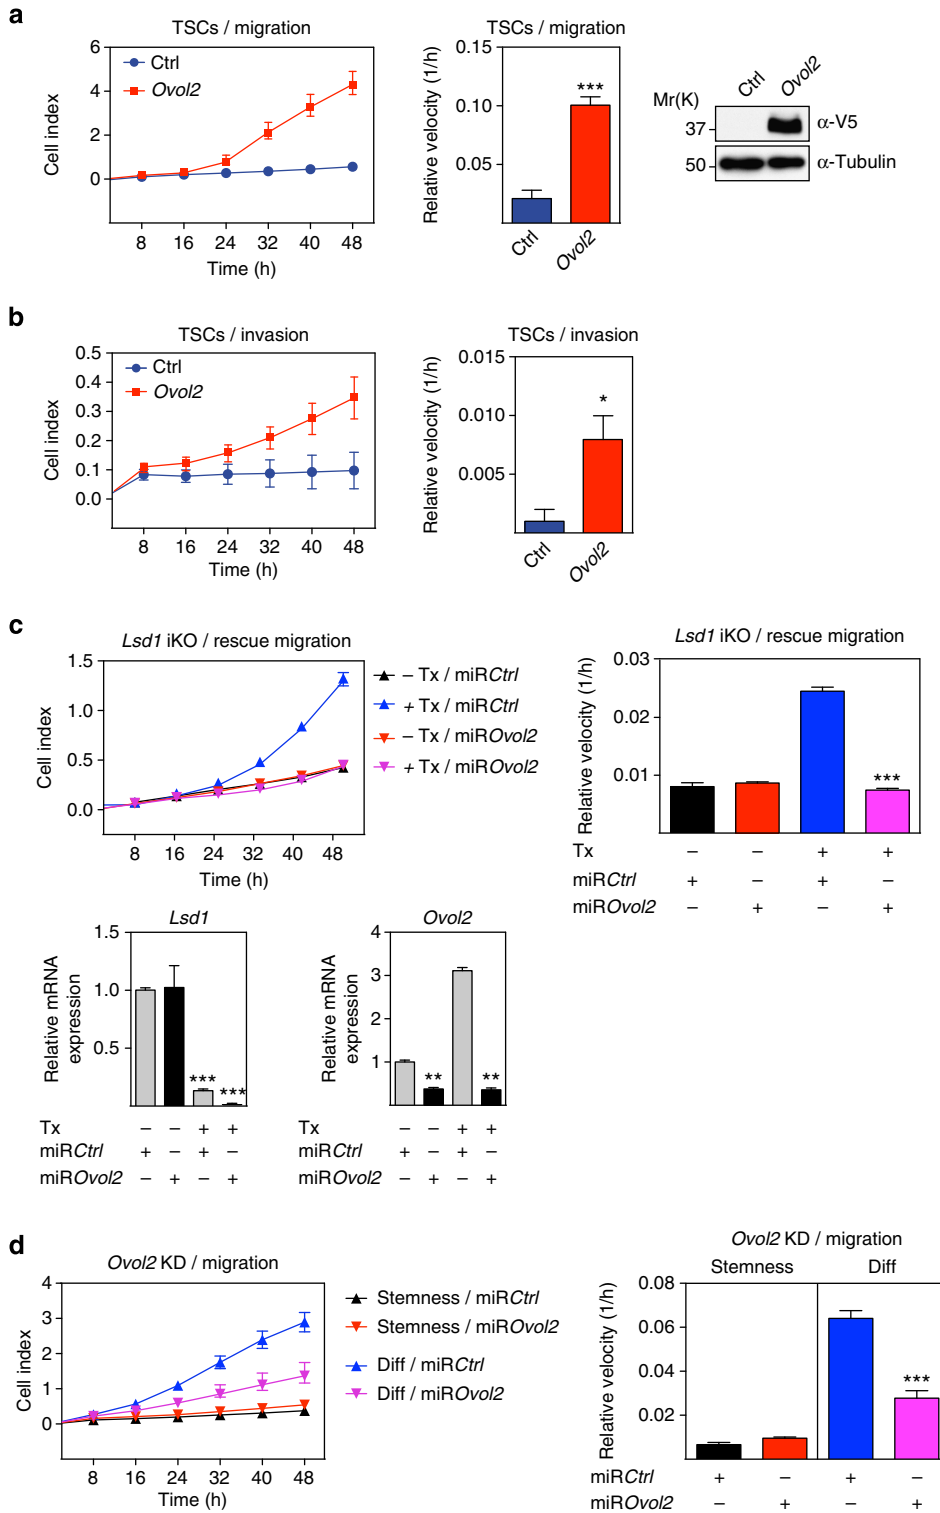 a
TSCs / migration
Cell index
6
4
2
0
Ctrl
Ovol2
8 16 24 32 40 48
Time (h)
TSCs / migration
Relative velocity (1/h)
0.15
0.10
0.05
***
Ctrl
Ovol2
Ctrl
Ovol2
Mr(K)
37
α-V5
50
α-Tubulin
b
TSCs / invasion
Cell index
0.5
0.4
0.3
0.2
0.1
0.0
Ctrl
Ovol2
8 16 24 32 40 48
Time (h)
TSCs / invasion
Relative velocity (1/h)
0.015
0.010
0.005
*
Ctrl
Ovol2
c
Lsd1 iKO / rescue migration
Cell index
1.5
1.0
0.5
0.0
8 16 24 32 40 48
Time (h)
– Tx / miRCtrl
+ Tx / miRCtrl
– Tx / miROvol2
+ Tx / miROvol2
Lsd1 iKO / rescue migration
Relative velocity (1/h)
0.03
0.02
0.01
***
Tx – – + +
miRCtrl + – + –
miROvol2 – + – +
Lsd1
Relative mRNA
expression
1.5
1.0
0.5
***
***
Tx – – + +
miRCtrl + – + –
miROvol2 – + – +
Ovol2
Relative mRNA
expression
4
3
2
1
**
**
Tx – – + +
miRCtrl + – + –
miROvol2 – + – +
d
Ovol2 KD / migration
Cell index
4
3
2
1
0
8 16 24 32 40 48
Time (h)
Stemness / miRCtrl
Stemness / miROvol2
Diff / miRCtrl
Diff / miROvol2
Ovol2 KD / migration
Stemness Diff
Relative velocity (1/h)
0.08
0.06
0.04
0.02
***
miRCtrl + – + –
miROvol2 – + – +